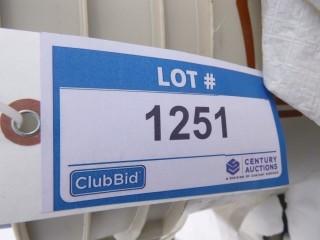 LOT #
1251
ClubBid
CENTURY
AUCTIONS